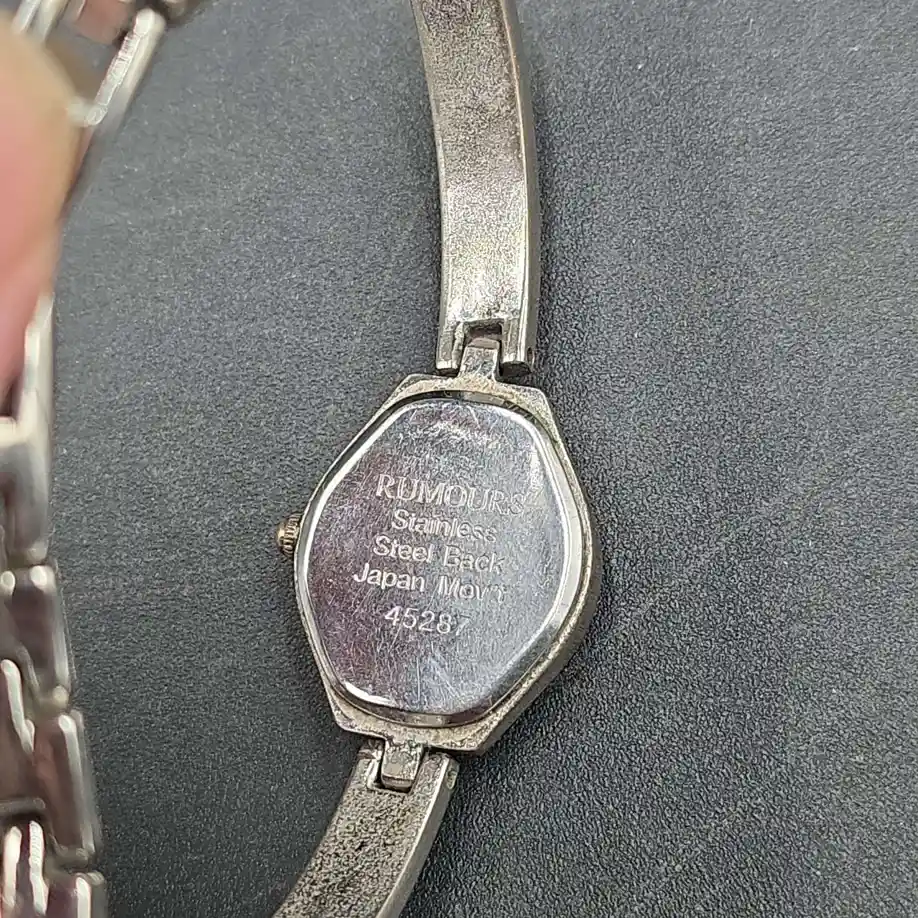 RUMOURS
Stainless
Steel Back
Japan Mov'T
45287